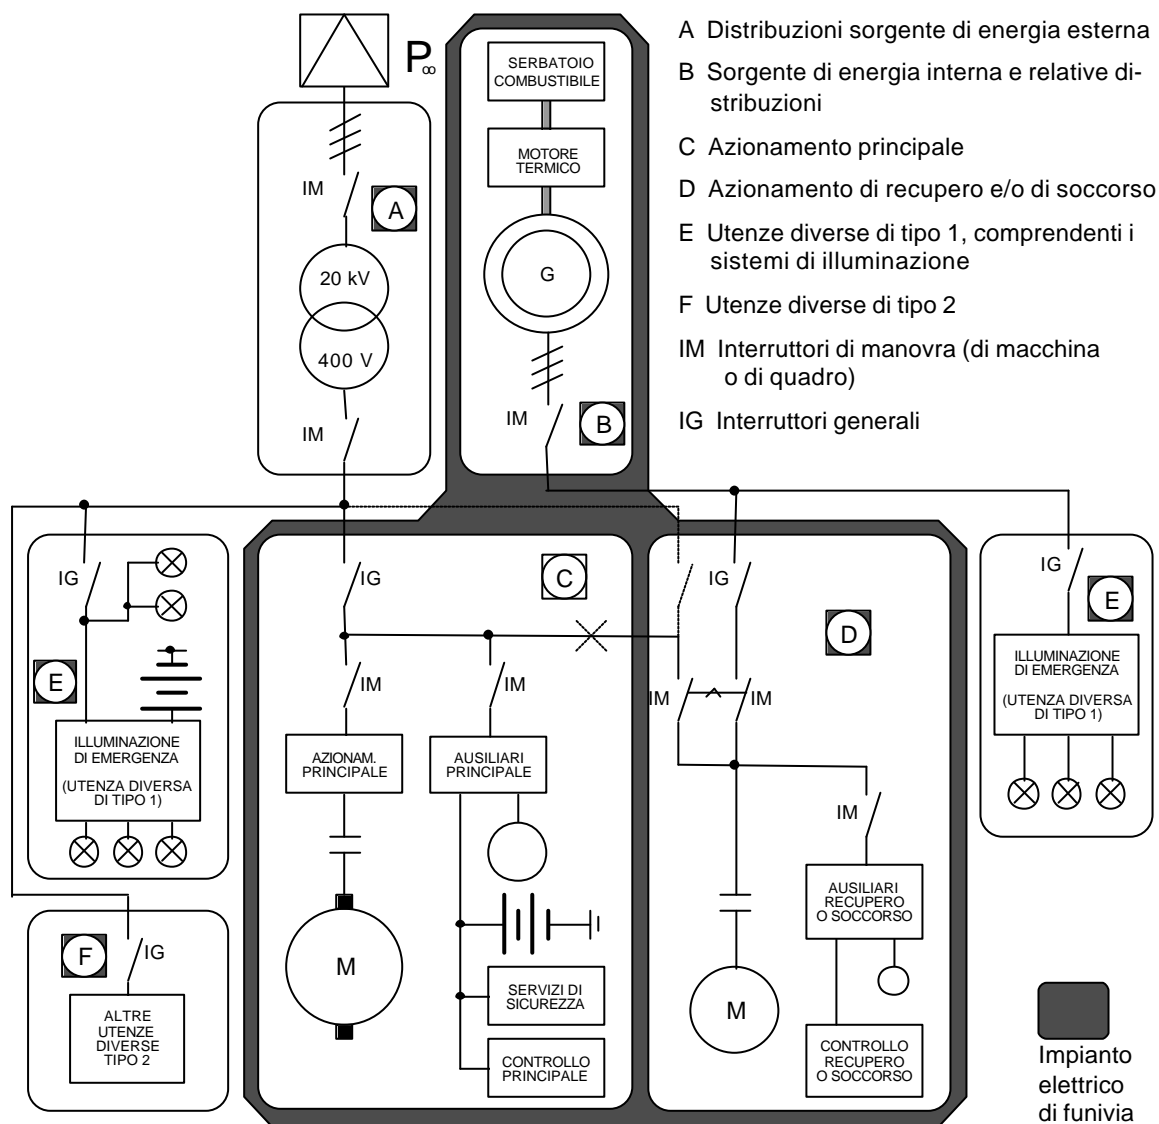 P∞
SERBATOIO
COMBUSTIBILE
MOTORE
TERMICO
G
IM
B
IM
A
20 kV
400 V
IM
A Distribuzioni sorgente di energia esterna
B Sorgente di energia interna e relative di-
stribuzioni
C Azionamento principale
D Azionamento di recupero e/o di soccorso
E Utenze diverse di tipo 1, comprendenti i
sistemi di illuminazione
F Utenze diverse di tipo 2
IM Interruttori di manovra (di macchina
o di quadro)
IG Interruttori generali
IG
E
ILLUMINAZIONE
DI EMERGENZA
(UTENZA DIVERSA
DI TIPO 1)
F
IG
ALTRE
UTENZE
DIVERSE
TIPO 2
IG
C
IM
IM
AZIONAM.
PRINCIPALE
AUSILIARI
PRINCIPALE
M
SERVIZI DI
SICUREZZA
CONTROLLO
PRINCIPALE
IG
D
IM
IM
IM
AUSILIARI
RECUPERO
O SOCCORSO
M
CONTROLLO
RECUPERO
O SOCCORSO
IG
E
ILLUMINAZIONE
DI EMERGENZA
(UTENZA DIVERSA
DI TIPO 1)
Impianto
elettrico
di funivia